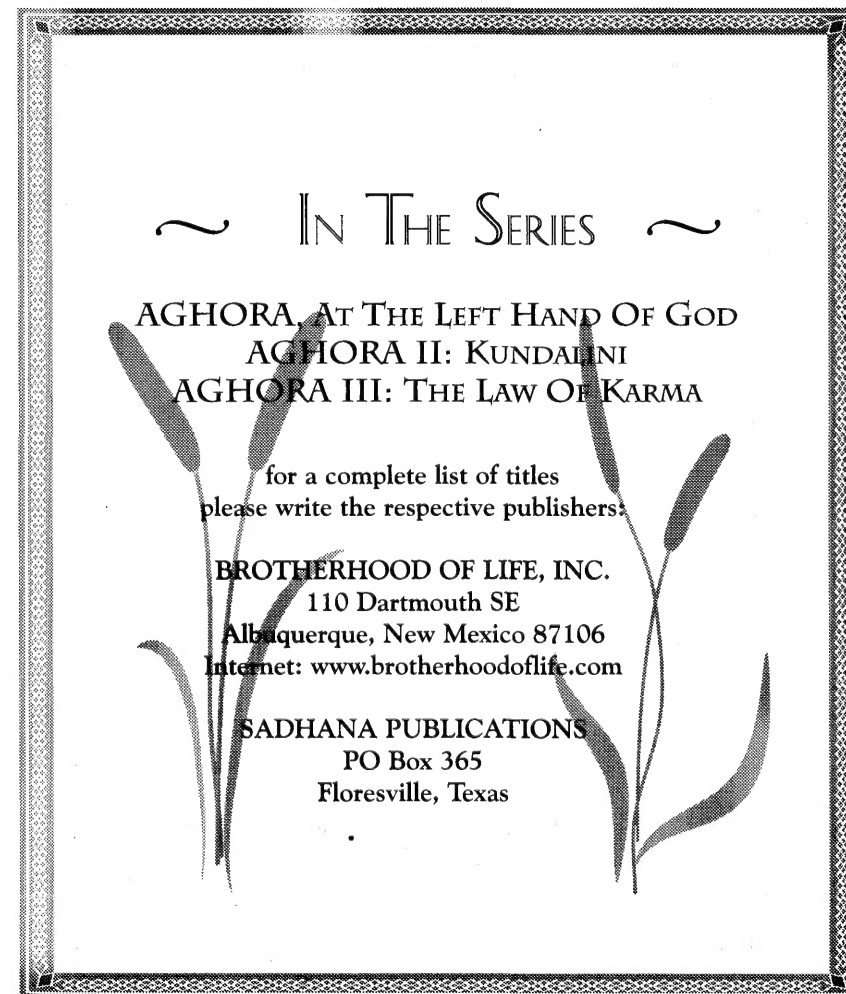 ~ IN THE SERIES ~
AGHORA, AT THE LEFT HAND OF GOD
AGHORA II: KUNDALINI
AGHORA III: THE LAW OF KARMA
for a complete list of titles
please write the respective publishers:
BROTHERHOOD OF LIFE, INC.
110 Dartmouth SE
Albuquerque, New Mexico 87106
Internet: www.brotherhoodoflife.com
SADHANA PUBLICATIONS
PO Box 365
Floresville, Texas